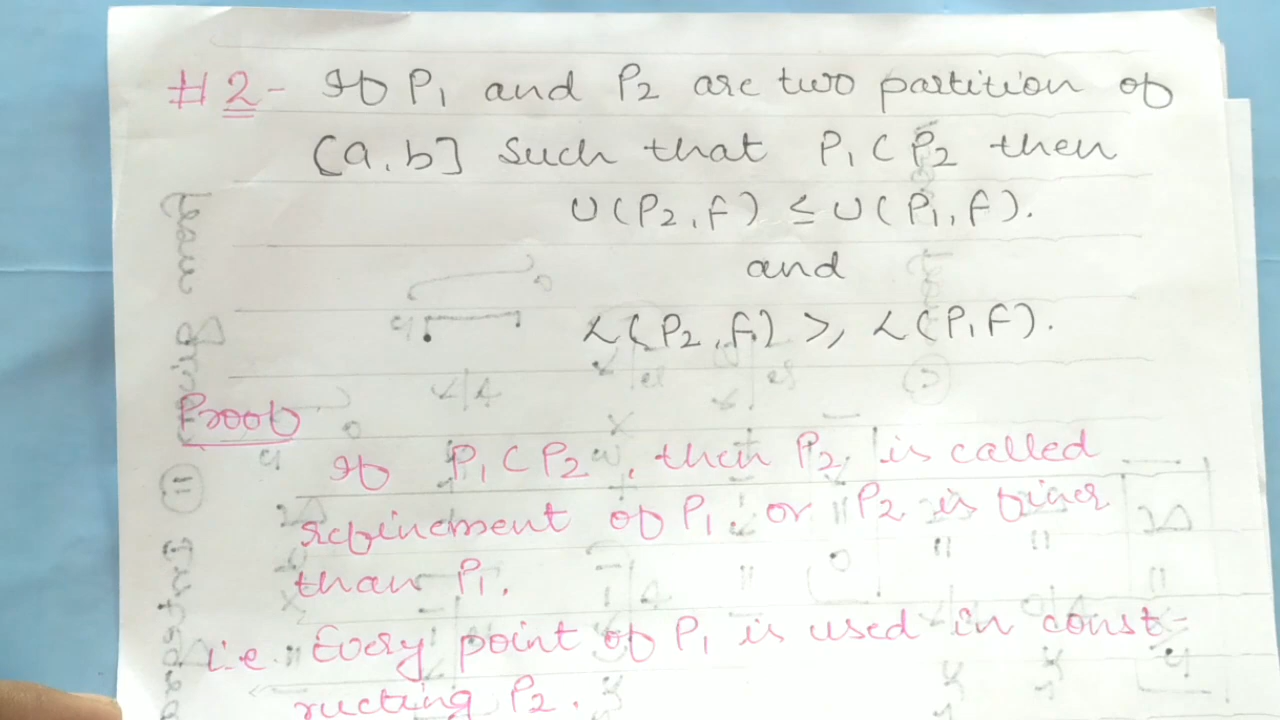 #2- If P1 and P2 are two partition of
[a,b] Such that P1 ⊂ P2 then
U(P2,f) ≤ U(P1,f).
and
L(P2,f) ≥ L(P1f).
Proof
If P1 ⊂ P2, then P2, is called
refinement of P1. or P2 is finer
than P1.
i.e. Every point of P1 is used in const-
ructing P2.